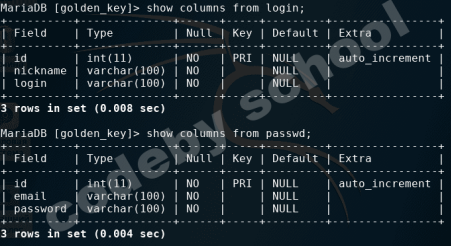 MariaDB [golden_key]> show columns from login;
+----------+--------------+------+-----+---------+----------------+
| Field    | Type         | Null | Key | Default | Extra          |
+----------+--------------+------+-----+---------+----------------+
| id       | int(11)      | NO   | PRI | NULL    | auto_increment |
| nickname | varchar(100) | NO   |     | NULL    |                |
| login    | varchar(100) | NO   |     | NULL    |                |
+----------+--------------+------+-----+---------+----------------+
3 rows in set (0.008 sec)
MariaDB [golden_key]> show columns from passwd;
+----------+--------------+------+-----+---------+----------------+
| Field    | Type         | Null | Key | Default | Extra          |
+----------+--------------+------+-----+---------+----------------+
| id       | int(11)      | NO   | PRI | NULL    | auto_increment |
| email    | varchar(100) | NO   |     | NULL    |                |
| password | varchar(100) | NO   |     | NULL    |                |
+----------+--------------+------+-----+---------+----------------+
3 rows in set (0.004 sec)
codeby school